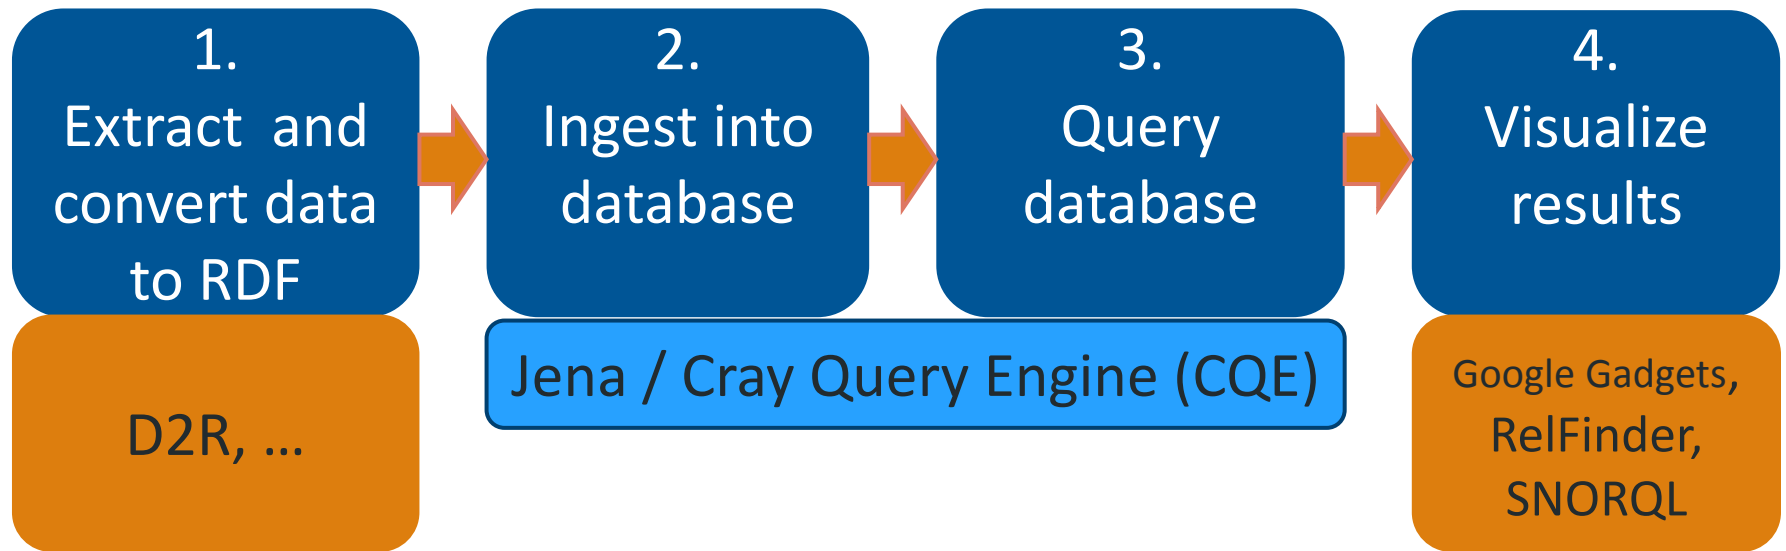 1.
Extract and
convert data
to RDF
2.
Ingest into
database
3.
Query
database
4.
Visualize
results
D2R, ...
Jena / Cray Query Engine (CQE)
Google Gadgets,
RelFinder,
SNORQL